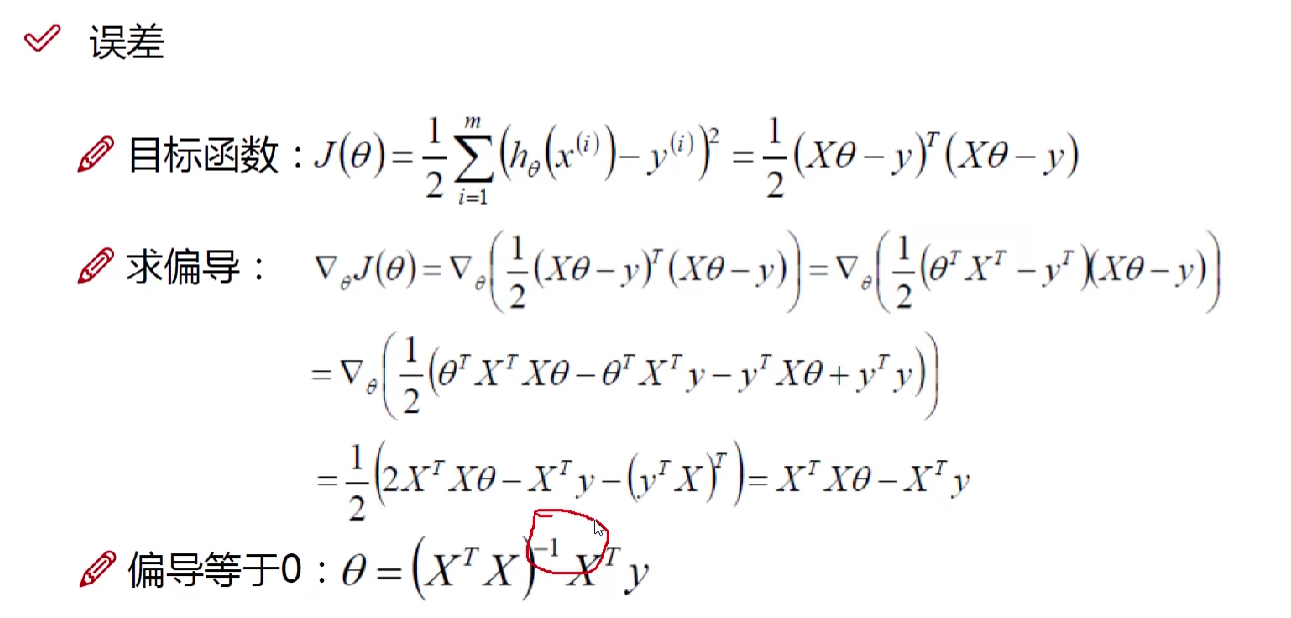 误差
目标函数：J(θ) = 1/2 ∑_{i=1}^{m} (h_θ(x^{(i)}) − y^{(i)})^2 = 1/2 (Xθ − y)^T (Xθ − y)
求偏导： ∇_θ J(θ) = ∇_θ (1/2 (Xθ − y)^T (Xθ − y)) = ∇_θ (1/2 (θ^T X^T − y^T)(Xθ − y))
= ∇_θ (1/2 (θ^T X^T Xθ − θ^T X^T y − y^T Xθ + y^T y))
= 1/2 (2X^T Xθ − X^T y − (y^T X)^T) = X^T Xθ − X^T y
偏导等于0：θ = (X^T X)^{−1} X^T y